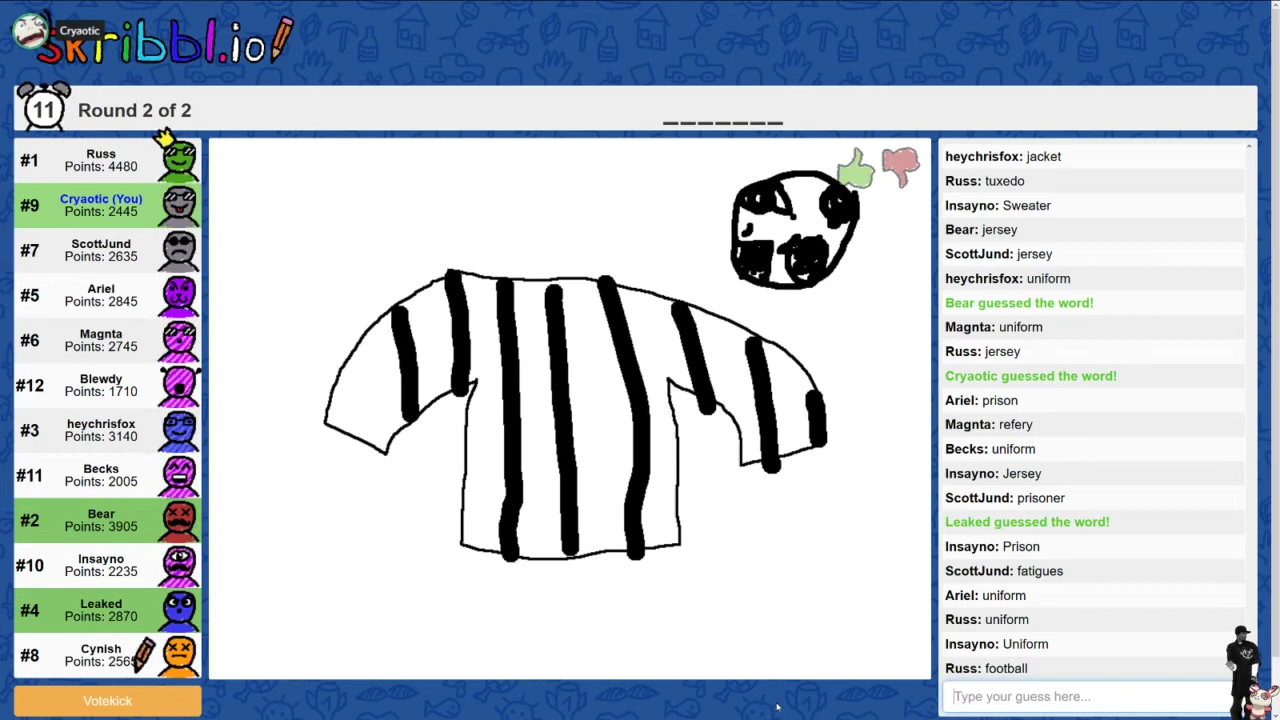 Cryaotic
skribbl.io
11
Round 2 of 2
_______
#1 Russ
Points: 4480
#9 Cryaotic (You)
Points: 2445
#7 ScottJund
Points: 2635
#5 Ariel
Points: 2845
#6 Magnta
Points: 2745
#12 Blewdy
Points: 1710
#3 heychrisfox
Points: 3140
#11 Becks
Points: 2005
#2 Bear
Points: 3905
#10 Insayno
Points: 2235
#4 Leaked
Points: 2870
#8 Cynish
Points: 2565
Votekick
heychrisfox: jacket
Russ: tuxedo
Insayno: Sweater
Bear: jersey
ScottJund: jersey
heychrisfox: uniform
Bear guessed the word!
Magnta: uniform
Russ: jersey
Cryaotic guessed the word!
Ariel: prison
Magnta: refery
Becks: uniform
Insayno: Jersey
ScottJund: prisoner
Leaked guessed the word!
Insayno: Prison
ScottJund: fatigues
Ariel: uniform
Russ: uniform
Insayno: Uniform
Russ: football
Type your guess here...